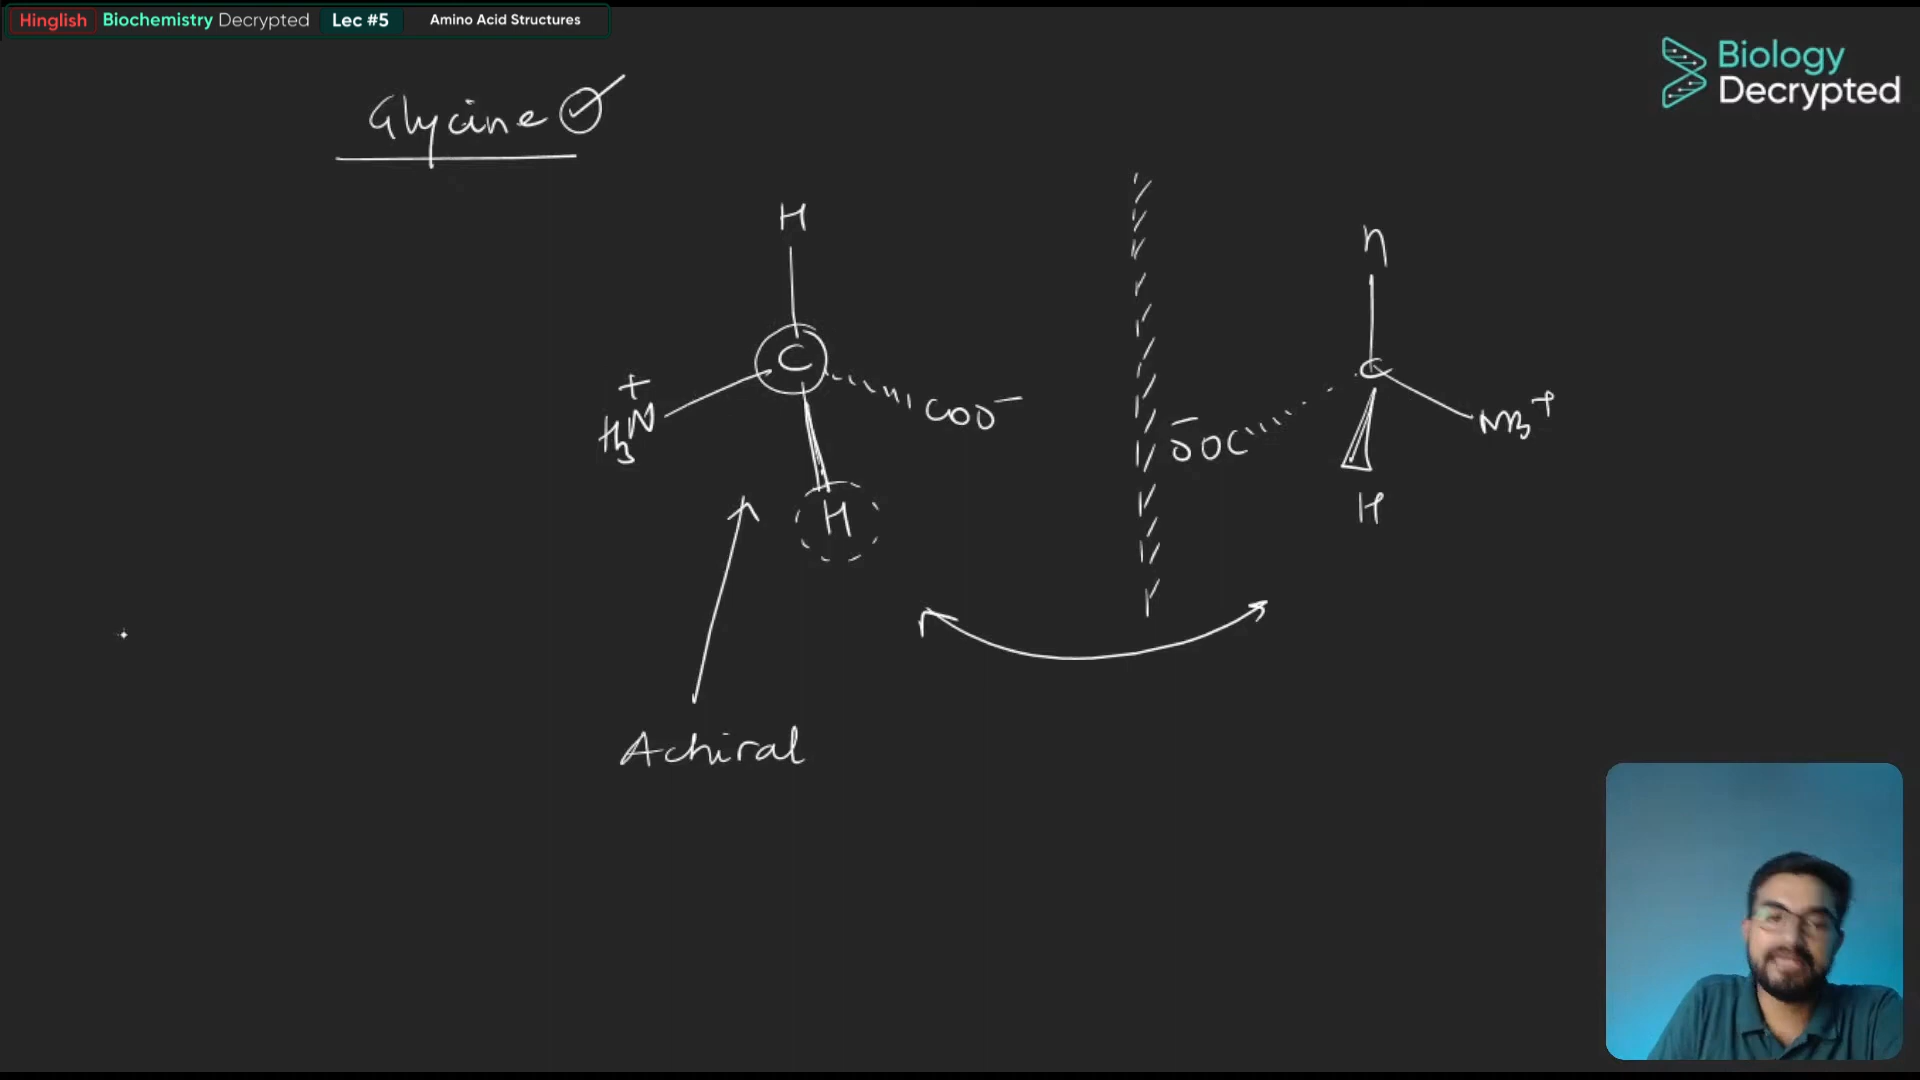 Hinglish Biochemistry Decrypted Lec #5 Amino Acid Structures
Biology
Decrypted
Glycine
H
C
+
H3N
COO-
H
Achiral
H
C
-OOC
NH3+
H